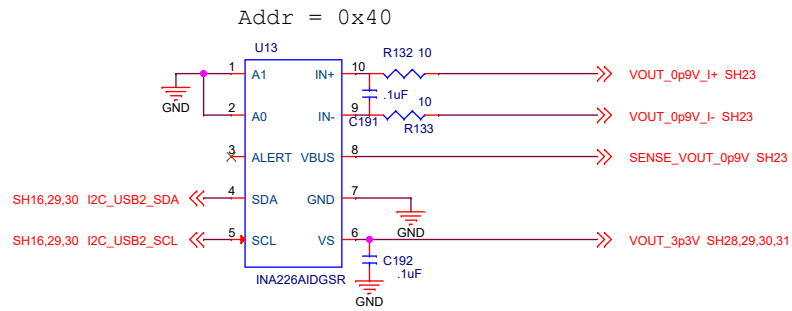 Addr = 0x40
U13
R132 10
1 A1 IN+ 10 VOUT_0p9V_I+ SH23
.1uF
GND
10
2 A0 IN- 9 VOUT_0p9V_I- SH23
C191 R133
3 ALERT VBUS 8 SENSE_VOUT_0p9V SH23
SH16,29,30 I2C_USB2_SDA 4 SDA GND 7
GND
SH16,29,30 I2C_USB2_SCL 5 SCL VS 6 VOUT_3p3V SH28,29,30,31
C192
.1uF
INA226AIDGSR
GND